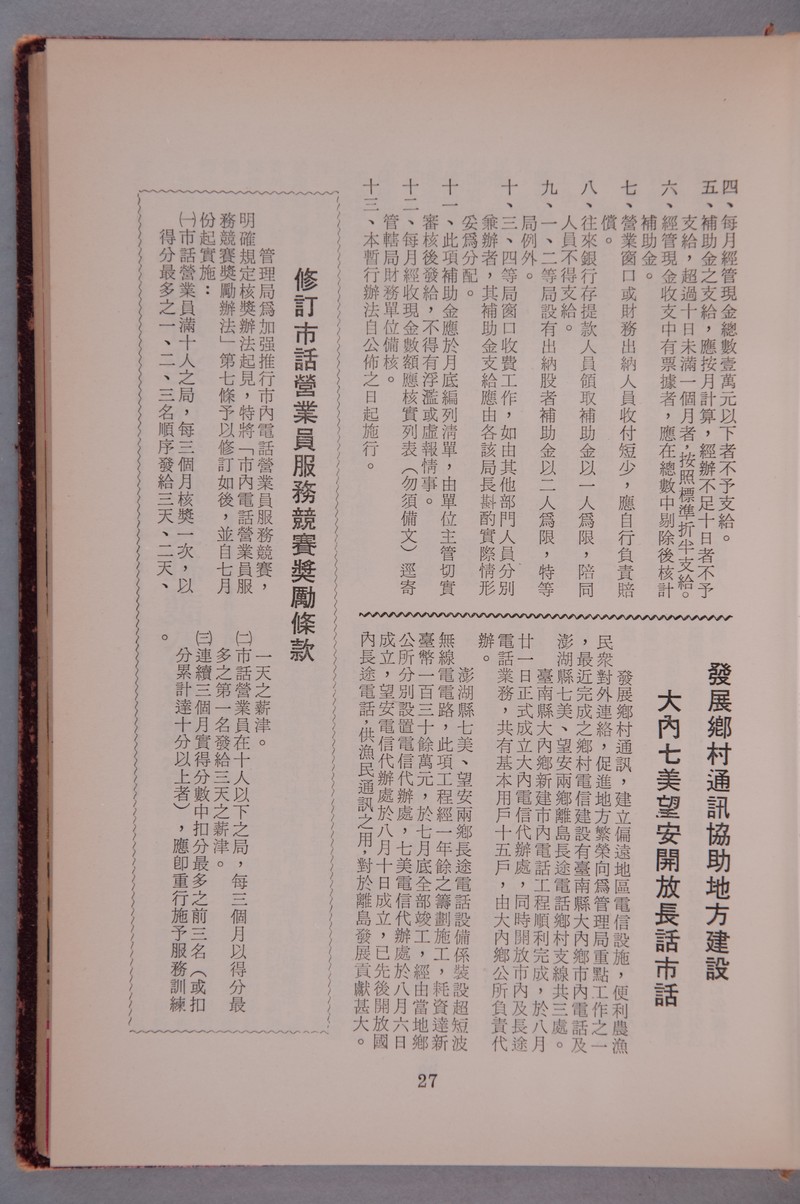 四、每月經管現金總數壹萬元以下者不予支給。
五、補助金之支給，應按月計算，經辦不足十日者不予
支給，超過十日未滿一個月者，按照標準折半支給。
六、經管現金收支中有票據者，應在總數中剔除後核計
補助金。
七、營業窗口或財務出納人員收付短少，應自行負責賠
償。
八、往來銀行存提款人員領取補助金以一人爲限，陪同
人員不得支給。
九、一、二等局設有出納股者補助金以二人爲限，特等
局例外。
十、三、四等局窗口收費工作，如由其他部門人員分別
兼辦者，其補助金支給應由各該局長斟酌實際情形
妥爲分配。
十一、此項補助金應於月底編列清單，由單位主管切實
審核後發給，不得有浮濫或虛報情事。
十二、每月經收現金數額應核實列表（勿須備文）逕寄
管轄局財務單位備核。
十三、本暫行辦法自公佈之日起施行。
發展鄉村通訊協助地方建設
大內七美望安開放長話市話
發展鄉村通訊，建立偏遠地區電信設施，便利農漁
民衆對外連絡，促進地方繁榮向爲管理局重點工作之一
，最近完成之鄉村電信建設有臺南縣大內鄉市內電話及
澎湖縣七美、望安兩鄉離島長途電話鄉村支線共三處。
臺南縣大內鄉新建市內電話工程順利完成，於八月
廿一日正式成立大內電信代辦處，同時開放市內及長途
電話業務，共有基本用戶十五戶，由大內鄉公所負責代
辦。
澎湖縣七美、望安兩鄉長途電話設備係裝設超短波
無線電電路，此項工程經一年餘之籌劃施工，耗資達新
臺幣一百三十餘萬元，於七月底全部竣工，經由當地鄉
公所分別設置電信代辦處，七美電信代辦處於八月六日
成立，望安電信代辦處於八月十日成立，已先後開放國
內長途電話，供漁民通訊之用，對於離島發展貢獻甚大。
修訂市話營業員服務競賽獎勵條款
管理局爲加强推行市內電話營業員服務競賽，
明確規定核獎辦法起見，特將「市內電話營業員服
務競賽獎勵辦法」第七條予以修訂如後，並自七月
份起實施：
㈠市話營業員滿十人之局，每三個月核獎一次，以
得分最多之一、二、三名順序發給三天、二天、
一天之薪津。
㈡市話營業員在十人以下之局，每三個月以得分最
多之第一名發給三天之薪津。
㈢連續三個月實得分數中扣分最多之前三名（或扣
分累計達十分以上者），應卽重行施予服務訓練
。
27